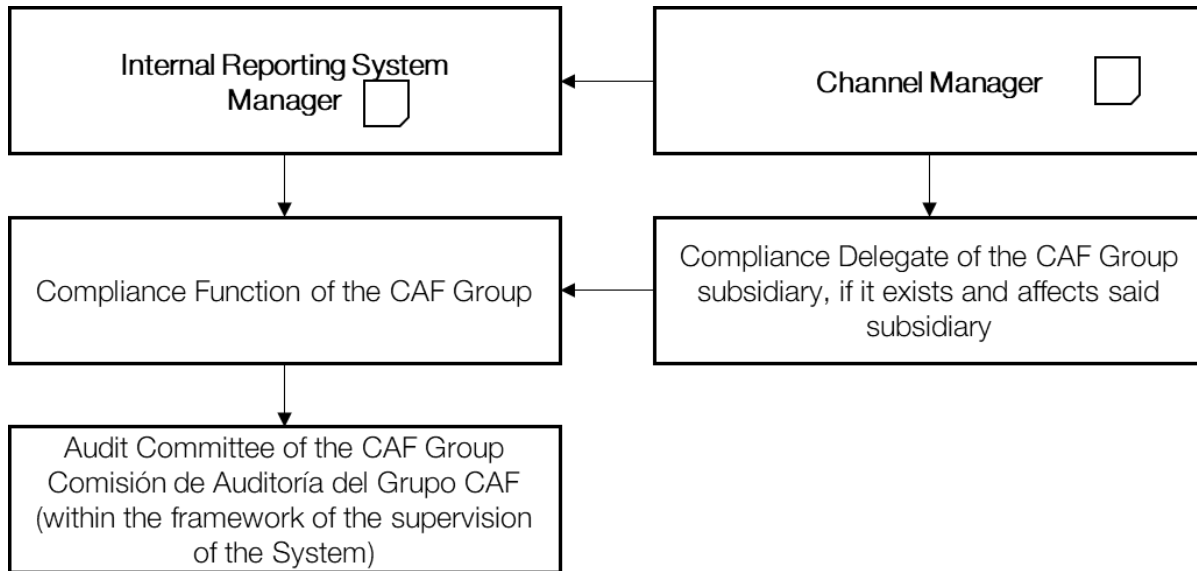 Internal Reporting System
Manager
Channel Manager
Compliance Function of the CAF Group
Compliance Delegate of the CAF Group
subsidiary, if it exists and affects said
subsidiary
Audit Committee of the CAF Group
Comisión de Auditoría del Grupo CAF
(within the framework of the supervision
of the System)